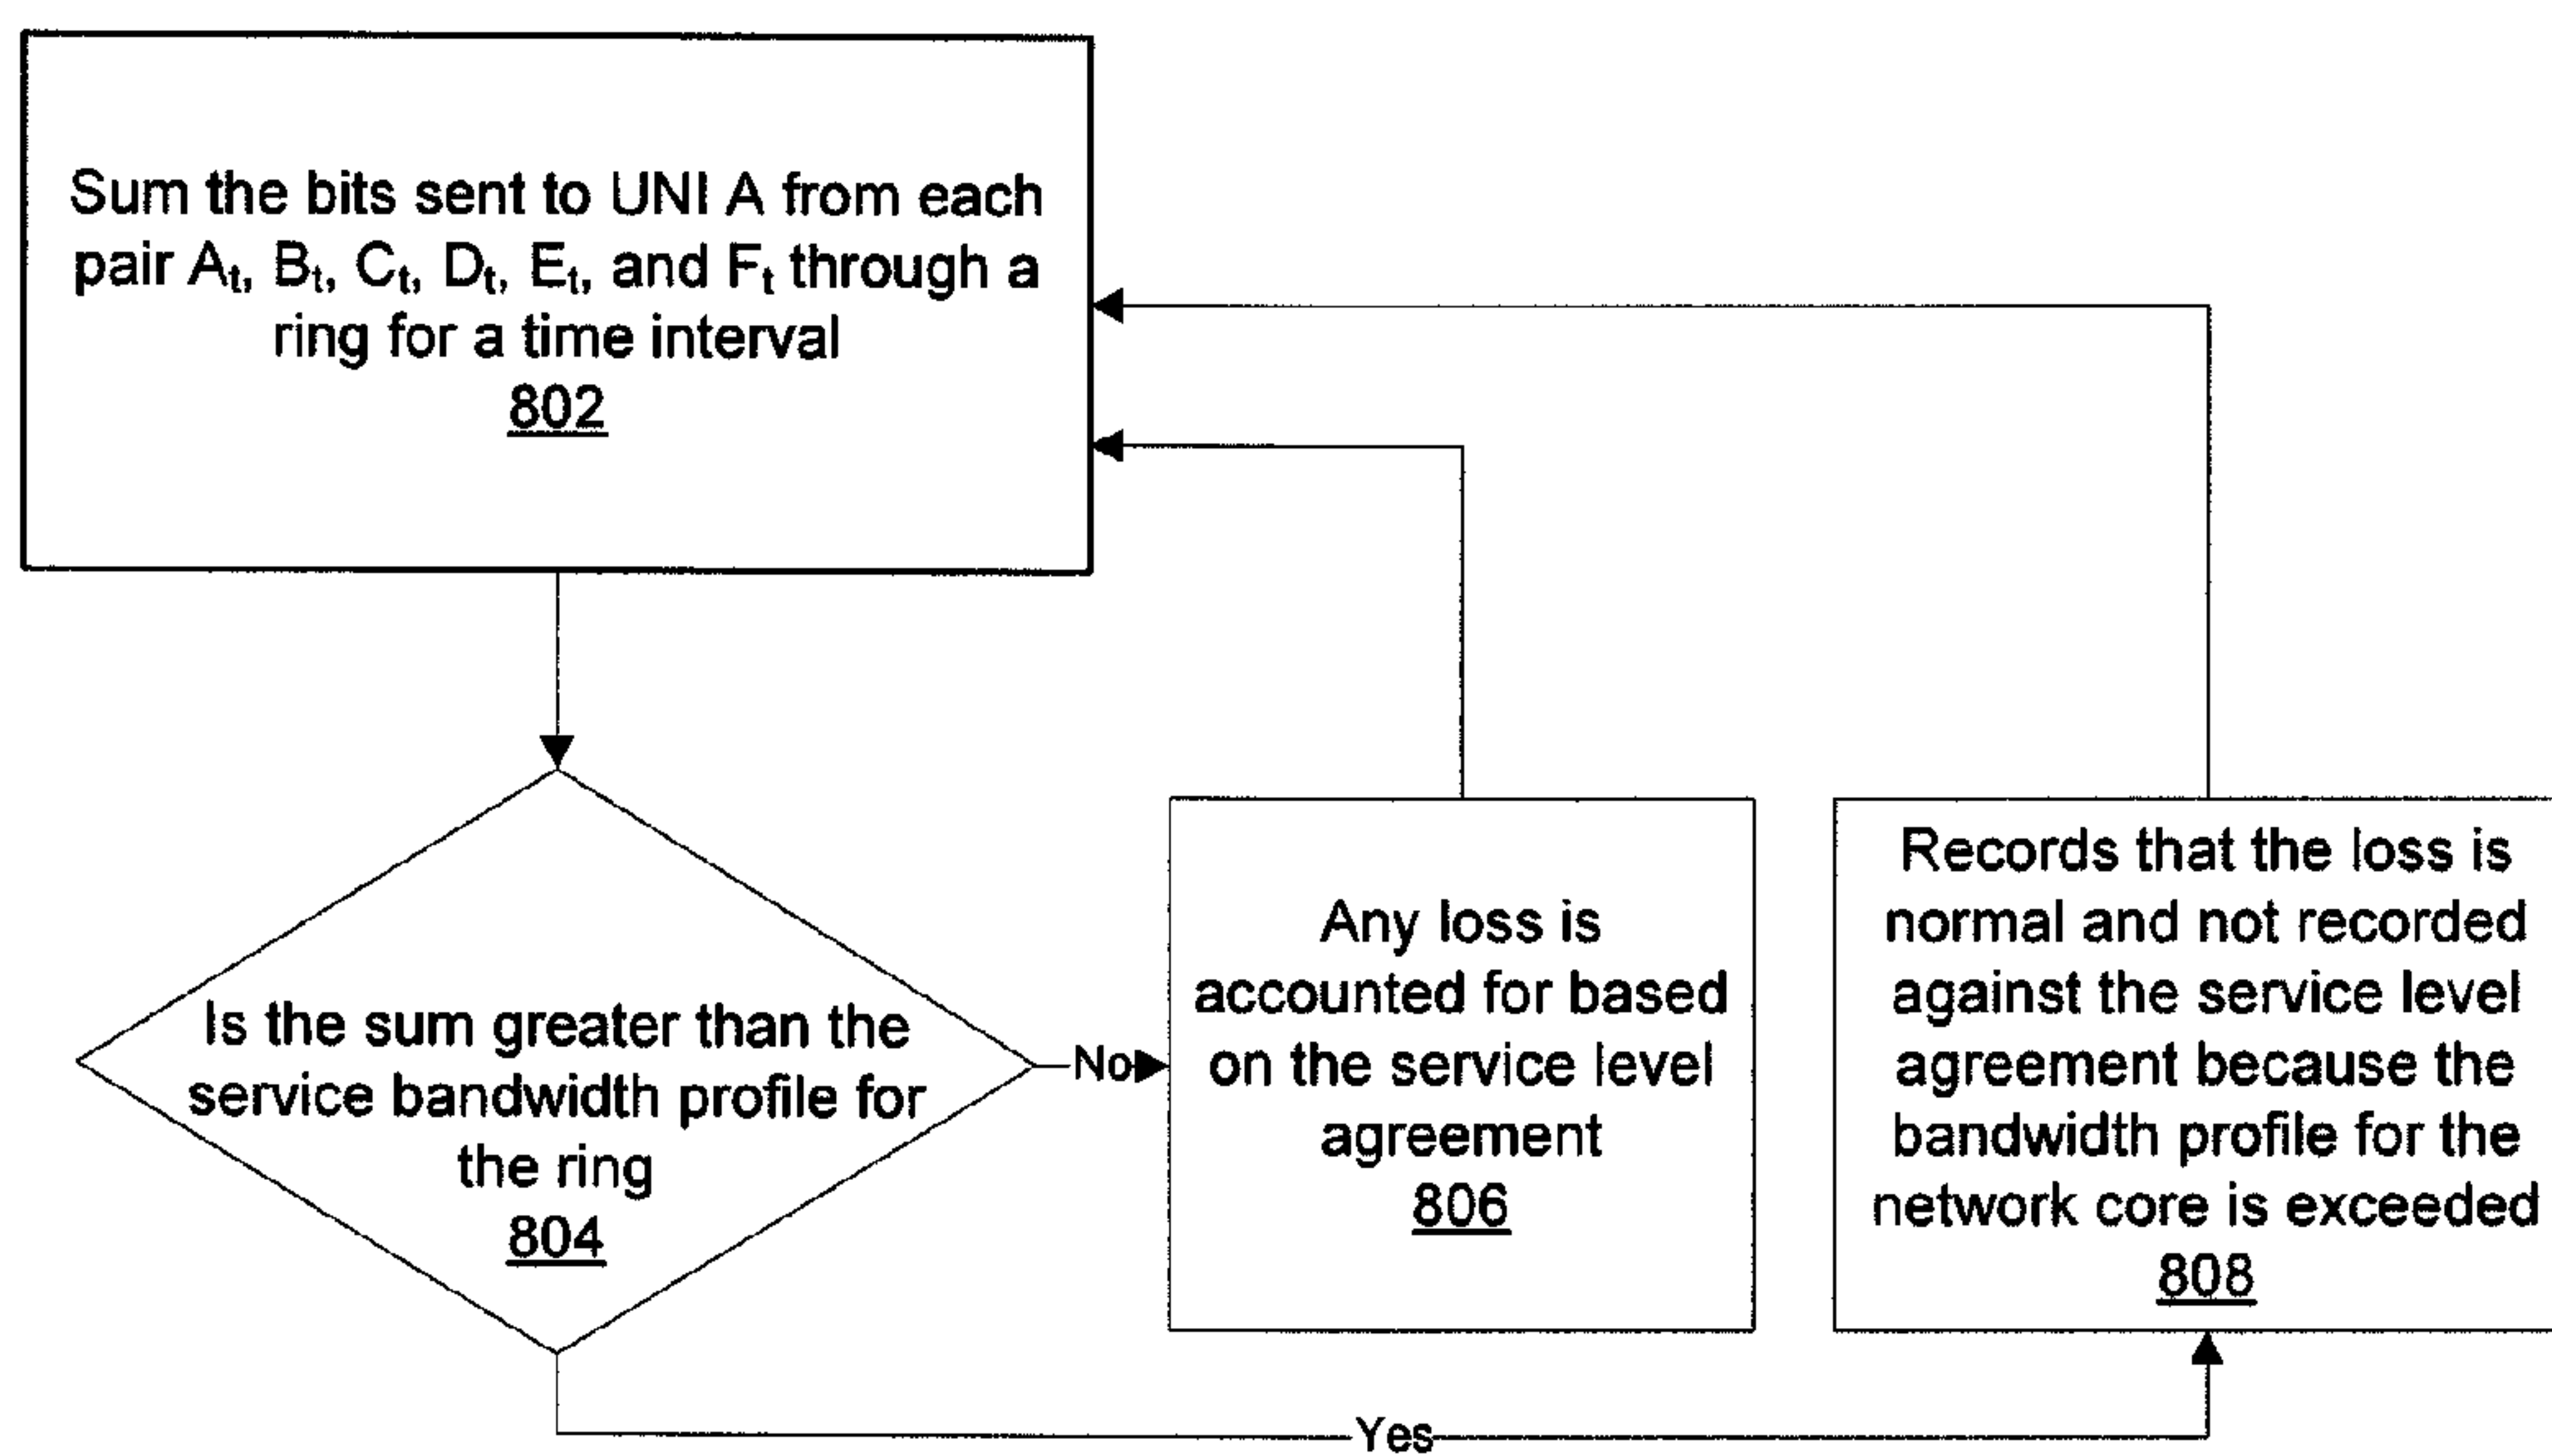 Sum the bits sent to UNI A from each
pair Aₜ, Bₜ, Cₜ, Dₜ, Eₜ, and Fₜ through a
ring for a time interval
802
Is the sum greater than the
service bandwidth profile for
the ring
804
No
Any loss is
accounted for based
on the service level
agreement
806
Records that the loss is
normal and not recorded
against the service level
agreement because the
bandwidth profile for the
network core is exceeded
808
Yes